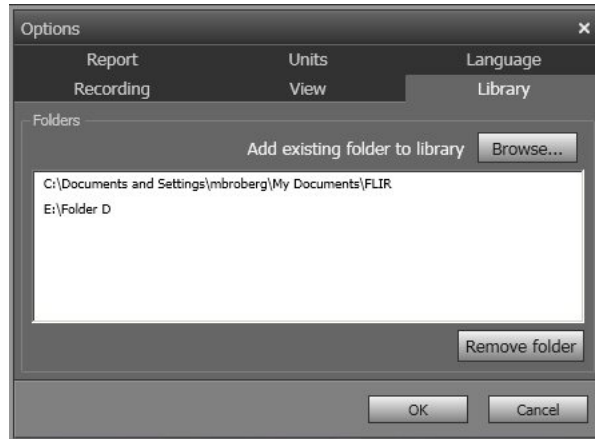 Options
Report Units Language
Recording View Library
Folders
Add existing folder to library Browse...
C:\Documents and Settings\mbroberg\My Documents\FLIR
E:\Folder D
Remove folder
OK Cancel